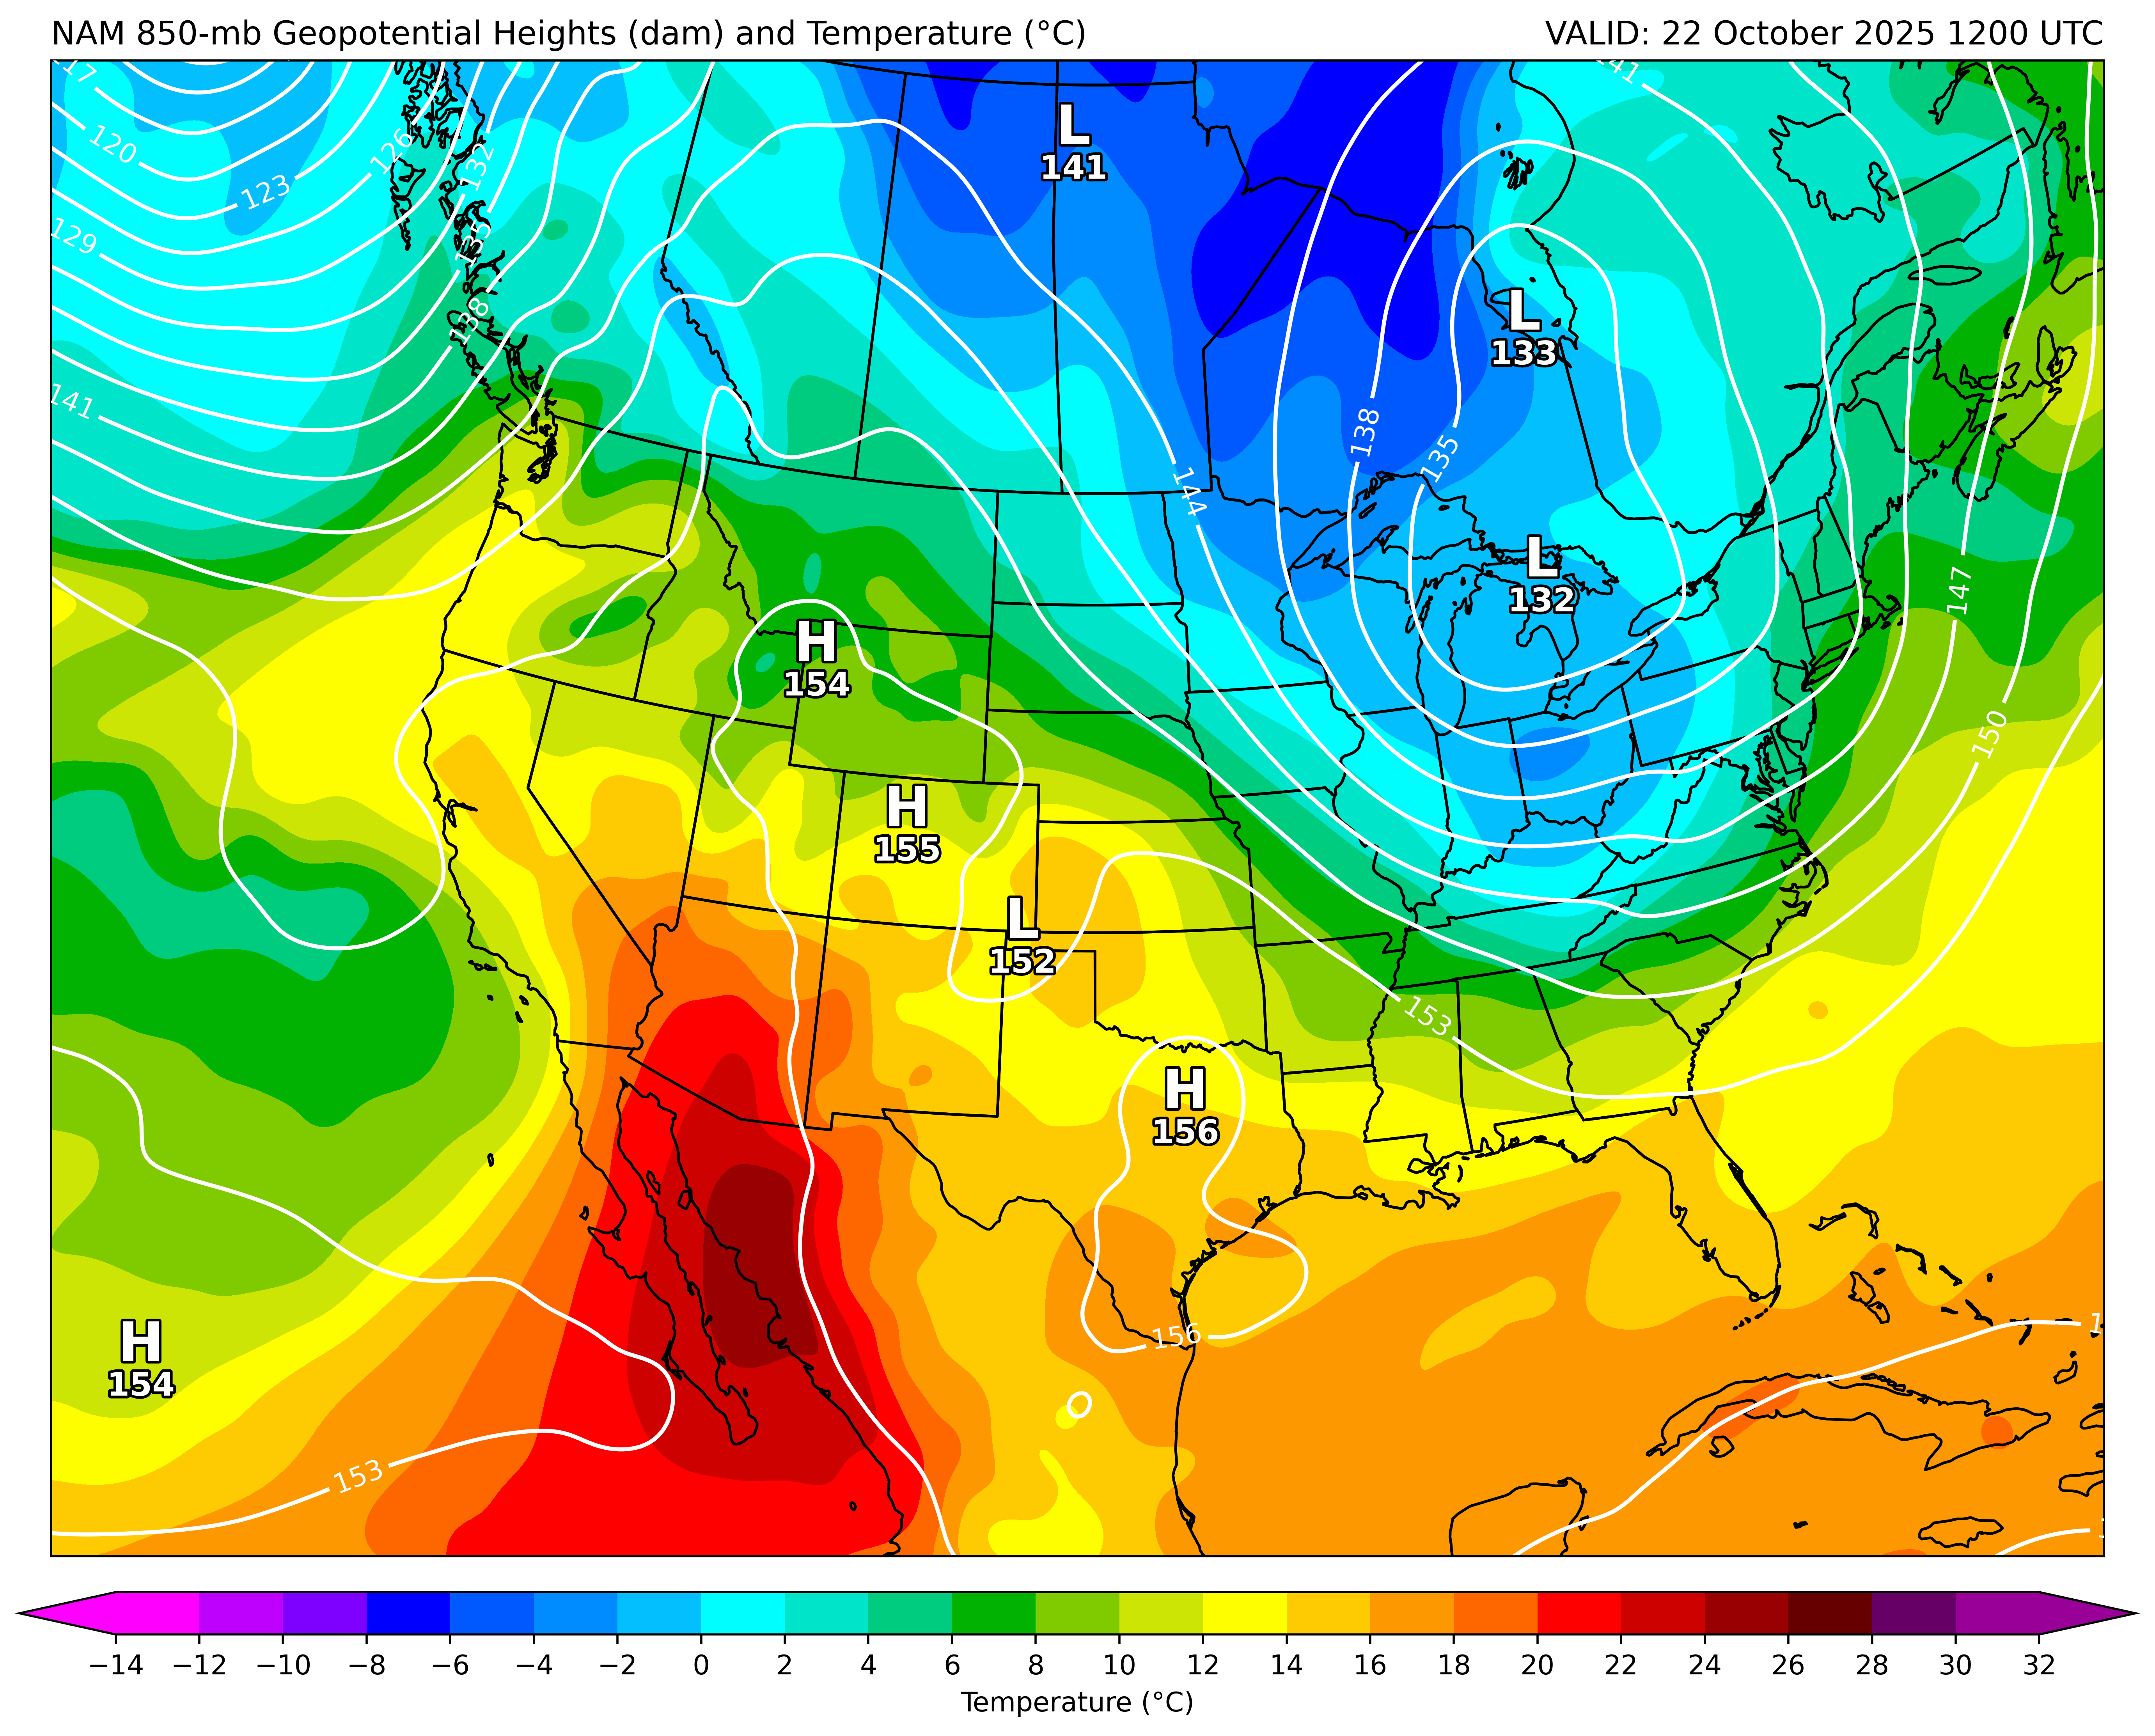 NAM 850-mb Geopotential Heights (dam) and Temperature (°C)
VALID: 22 October 2025 1200 UTC
117
141
L
141
120
126
132
123
129
135
L
133
138
141
138
135
144
L
132
147
H
154
150
H
155
L
152
153
H
156
156
H
154
153
−14 −12 −10 −8 −6 −4 −2 0 2 4 6 8 10 12 14 16 18 20 22 24 26 28 30 32
Temperature (°C)